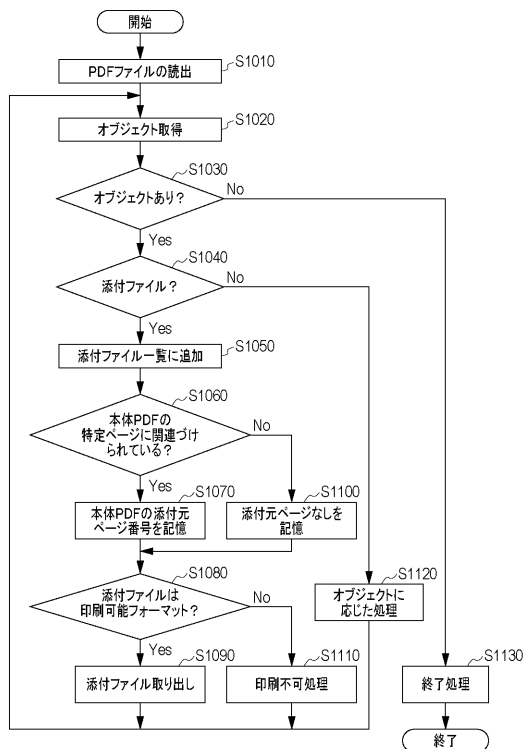 開始
PDFファイルの読出
S1010
オブジェクト取得
S1020
S1030
オブジェクトあり？
No
Yes
S1040
添付ファイル？
No
Yes
添付ファイル一覧に追加
S1050
S1060
本体PDFの
特定ページに関連づけ
られている？
No
Yes
S1070
本体PDFの添付元
ページ番号を記憶
S1100
添付元ページなしを
記憶
S1080
添付ファイルは
印刷可能フォーマット？
No
Yes
S1090
添付ファイル取り出し
S1110
印刷不可処理
S1120
オブジェクトに
応じた処理
S1130
終了処理
終了